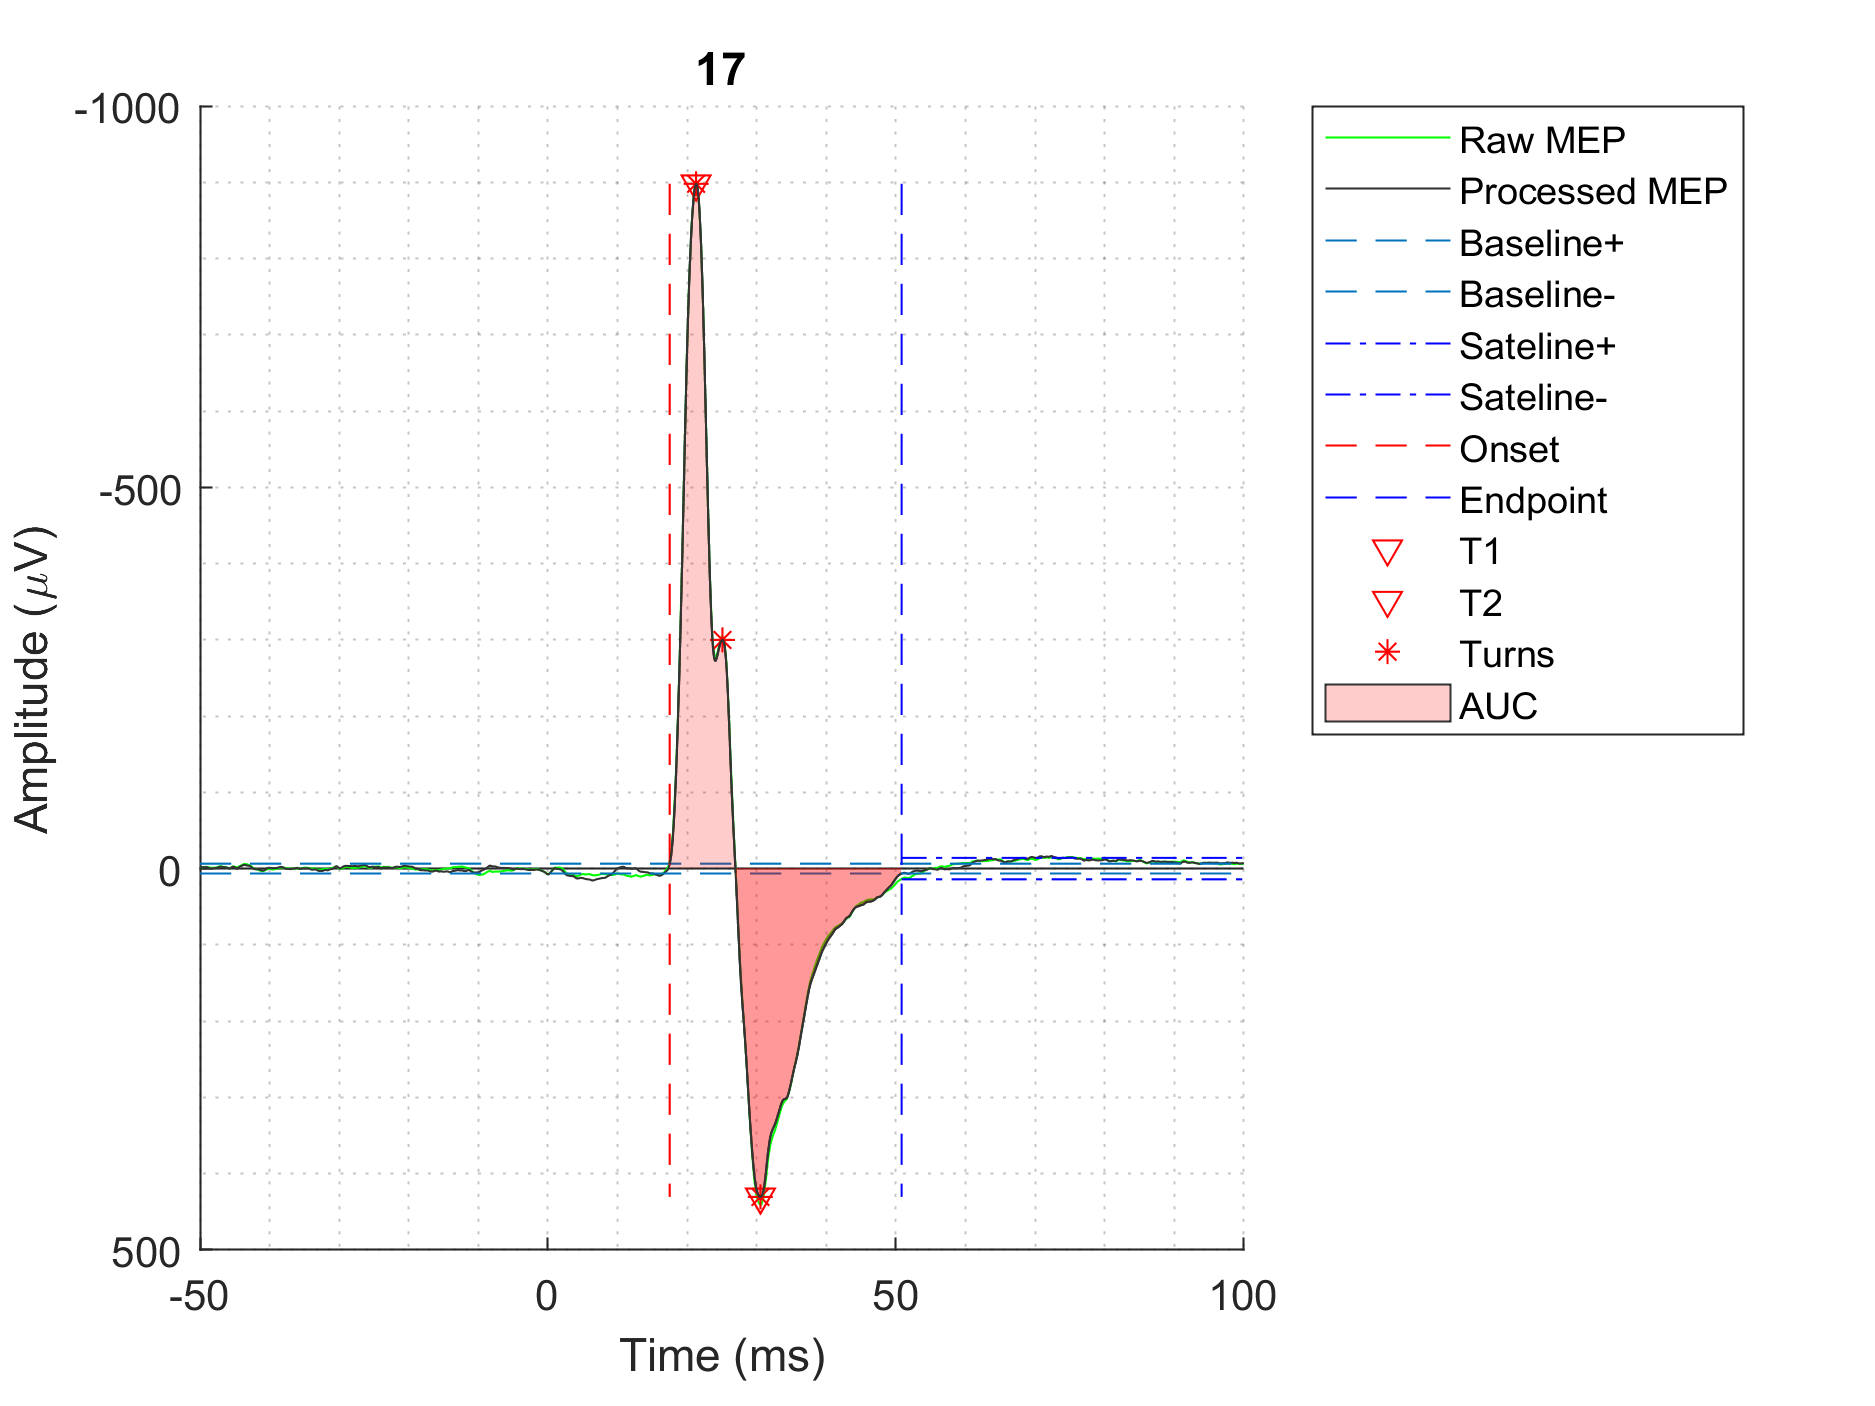 17
-1000
-500
0
500
-50
0
50
100
Time (ms)
Amplitude (μV)
Raw MEP
Processed MEP
Baseline+
Baseline-
Sateline+
Sateline-
Onset
Endpoint
T1
T2
Turns
AUC